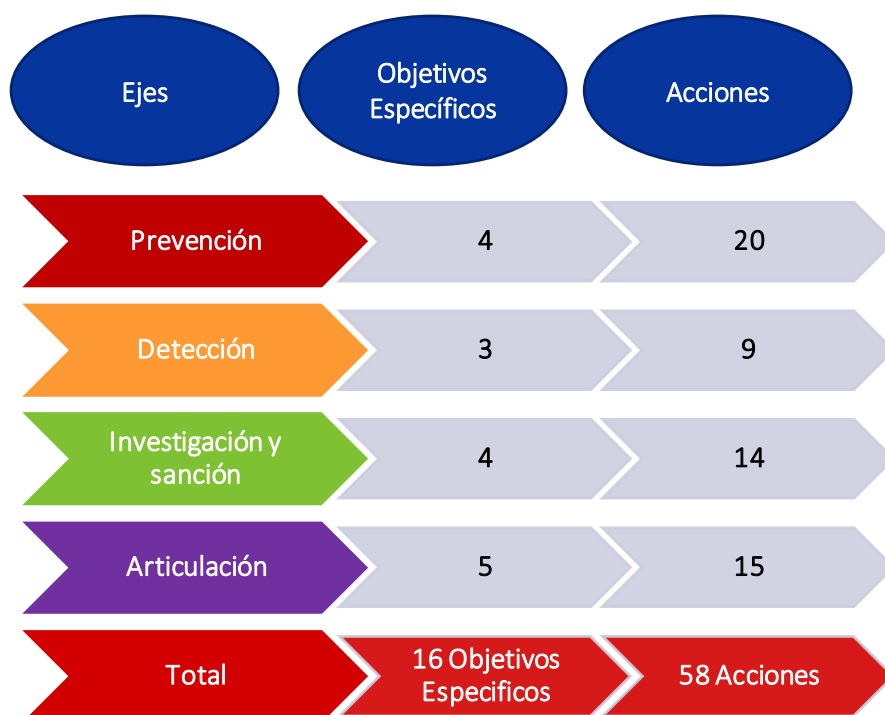 Ejes
Objetivos
Específicos
Acciones
Prevención
4
20
Detección
3
9
Investigación y
sanción
4
14
Articulación
5
15
Total
16 Objetivos
Especificos
58 Acciones